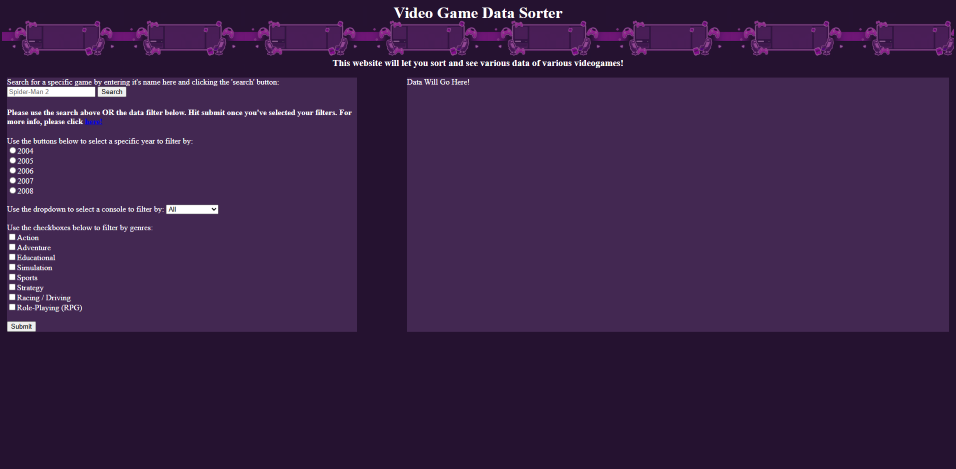 Video Game Data Sorter
This website will let you sort and see various data of various videogames!
Search for a specific game by entering it's name here and clicking the 'search' button:
Spider-Man 2 Search
Please use the search above OR the data filter below. Hit submit once you've selected your filters. For
more info, please click here!
Use the buttons below to select a specific year to filter by:
2004
2005
2006
2007
2008
Use the dropdown to select a console to filter by: All
Use the checkboxes below to filter by genres:
Action
Adventure
Educational
Simulation
Sports
Strategy
Racing / Driving
Role-Playing (RPG)
Submit
Data Will Go Here!